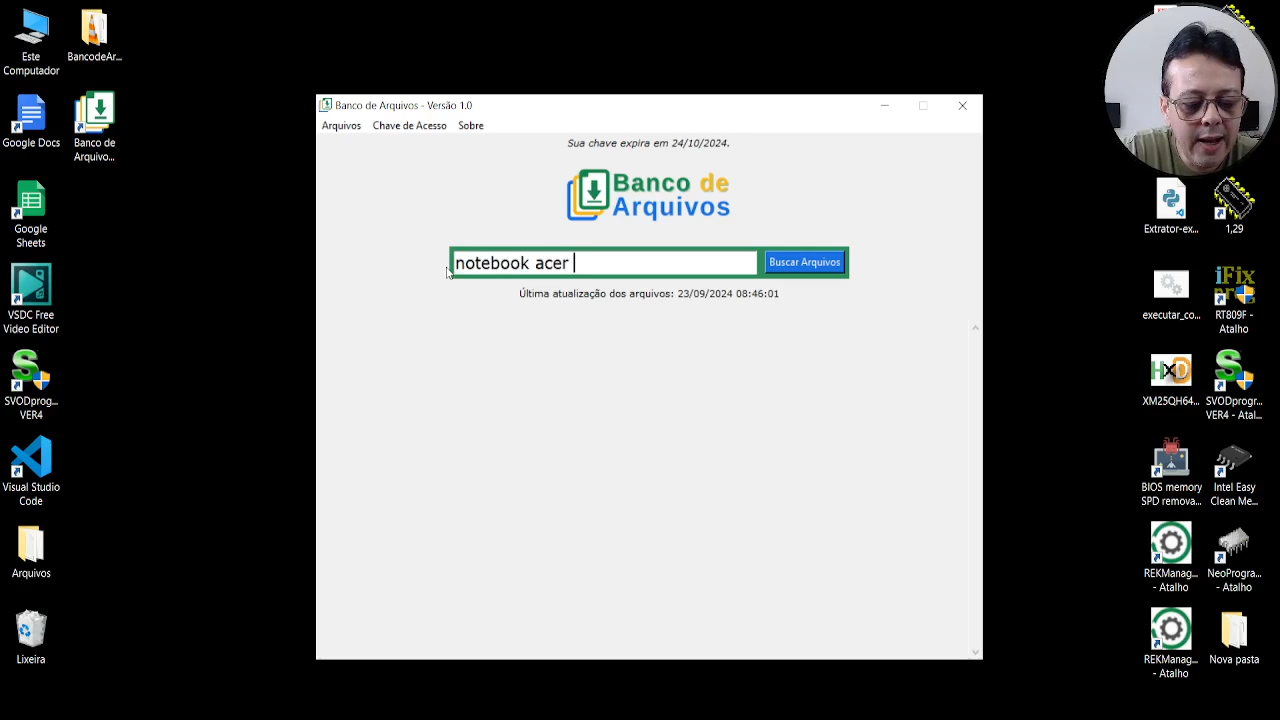 Este
Computador
BancodeAr...
Google Docs
Banco de
Arquivo...
Google
Sheets
VSDC Free
Video Editor
SVODprog...
VER4
Visual Studio
Code
Arquivos
Lixeira
Banco de Arquivos - Versão 1.0
Arquivos Chave de Acesso Sobre
Sua chave expira em 24/10/2024.
Banco de
Arquivos
notebook acer
Buscar Arquivos
Última atualização dos arquivos: 23/09/2024 08:46:01
Extrator-ex...
1,29
executar_co...
iFix
pro
RT809F -
Atalho
HxD
XM25QH64...
SVODprogr...
VER4 - Atal...
BIOS memory
SPD remova...
Intel Easy
Clean Me...
REKManag...
- Atalho
NeoProgra...
- Atalho
REKManag...
- Atalho
Nova pasta